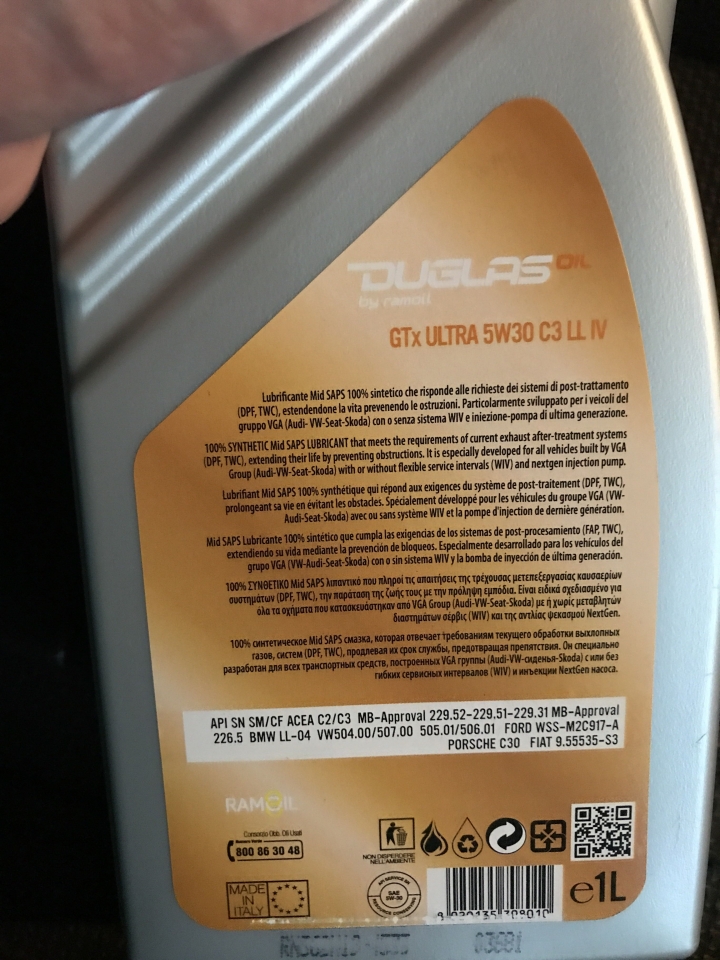 DUGLAS OIL
by ramoil
GTx ULTRA 5W30 C3 LL IV
Lubrificante Mid SAPS 100% sintetico che risponde alle richieste dei sistemi di post-trattamento
(DPF, TWC), estendendone la vita prevenendo le ostruzioni. Particolarmente sviluppato per i veicoli del
gruppo VGA (Audi- VW-Seat-Skoda) con o senza sistema WIV e iniezione-pompa di ultima generazione.
100% SYNTHETIC Mid SAPS LUBRICANT that meets the requirements of current exhaust after-treatment systems
(DPF, TWC), extending their life by preventing obstructions. It is especially developed for all vehicles built by VGA
Group (Audi-VW-Seat-Skoda) with or without flexible service intervals (WIV) and nextgen injection pump.
Lubrifiant Mid SAPS 100% synthétique qui répond aux exigences du système de post-traitement (DPF, TWC),
prolongeant sa vie en évitant les obstacles. Spécialement développé pour les véhicules du groupe VGA (VW-
Audi-Seat-Skoda) avec ou sans système WIV et la pompe d'injection de dernière génération.
Mid SAPS Lubricante 100% sintético que cumpla las exigencias de los sistemas de post-procesamiento (FAP, TWC),
extendiendo su vida mediante la prevención de bloqueos. Especialmente desarrollado para los vehículos del
grupo VGA (VW-Audi-Seat-Skoda) con o sin sistema WIV y la bomba de inyección de última generación.
100% ΣΥΝΘΕΤΙΚΟ Mid SAPS λιπαντικό που πληροί τις απαιτήσεις της τρέχουσας μετεπεξεργασίας καυσαερίων
συστημάτων (DPF, TWC), την παράταση της ζωής τους με την πρόληψη εμπόδια. Είναι ειδικά σχεδιασμένο για
όλα τα οχήματα που κατασκευάστηκαν από VGA Group (Audi-VW-Seat-Skoda) με ή χωρίς μεταβλητών
διαστημάτων σέρβις (WIV) και της αντλίας ψεκασμού NextGen.
100% синтетическое Mid SAPS смазка, которая отвечает требованиям текущего обработки выхлопных
газов, систем (DPF, TWC), продлевая их срок службы, предотвращая препятствия. Он специально
разработан для всех транспортных средств, построенных VGA группы (Audi-VW-сиденья-Skoda) с или без
гибких сервисных интервалов (WIV) и инъекции NextGen насоса.
API SN SM/CF ACEA C2/C3 MB-Approval 229.52-229.51-229.31 MB-Approval
226.5 BMW LL-04 VW504.00/507.00 505.01/506.01 FORD WSS-M2C917-A
PORSCHE C30 FIAT 9.55535-S3
RAMOIL
Consorzio Obb. Oli Usati
Numero Verde
800 86 30 48
NON DISPERDERE
NELL'AMBIENTE
MADE
IN
ITALY
API SERVICE SN
SAE
5W-30
e1L